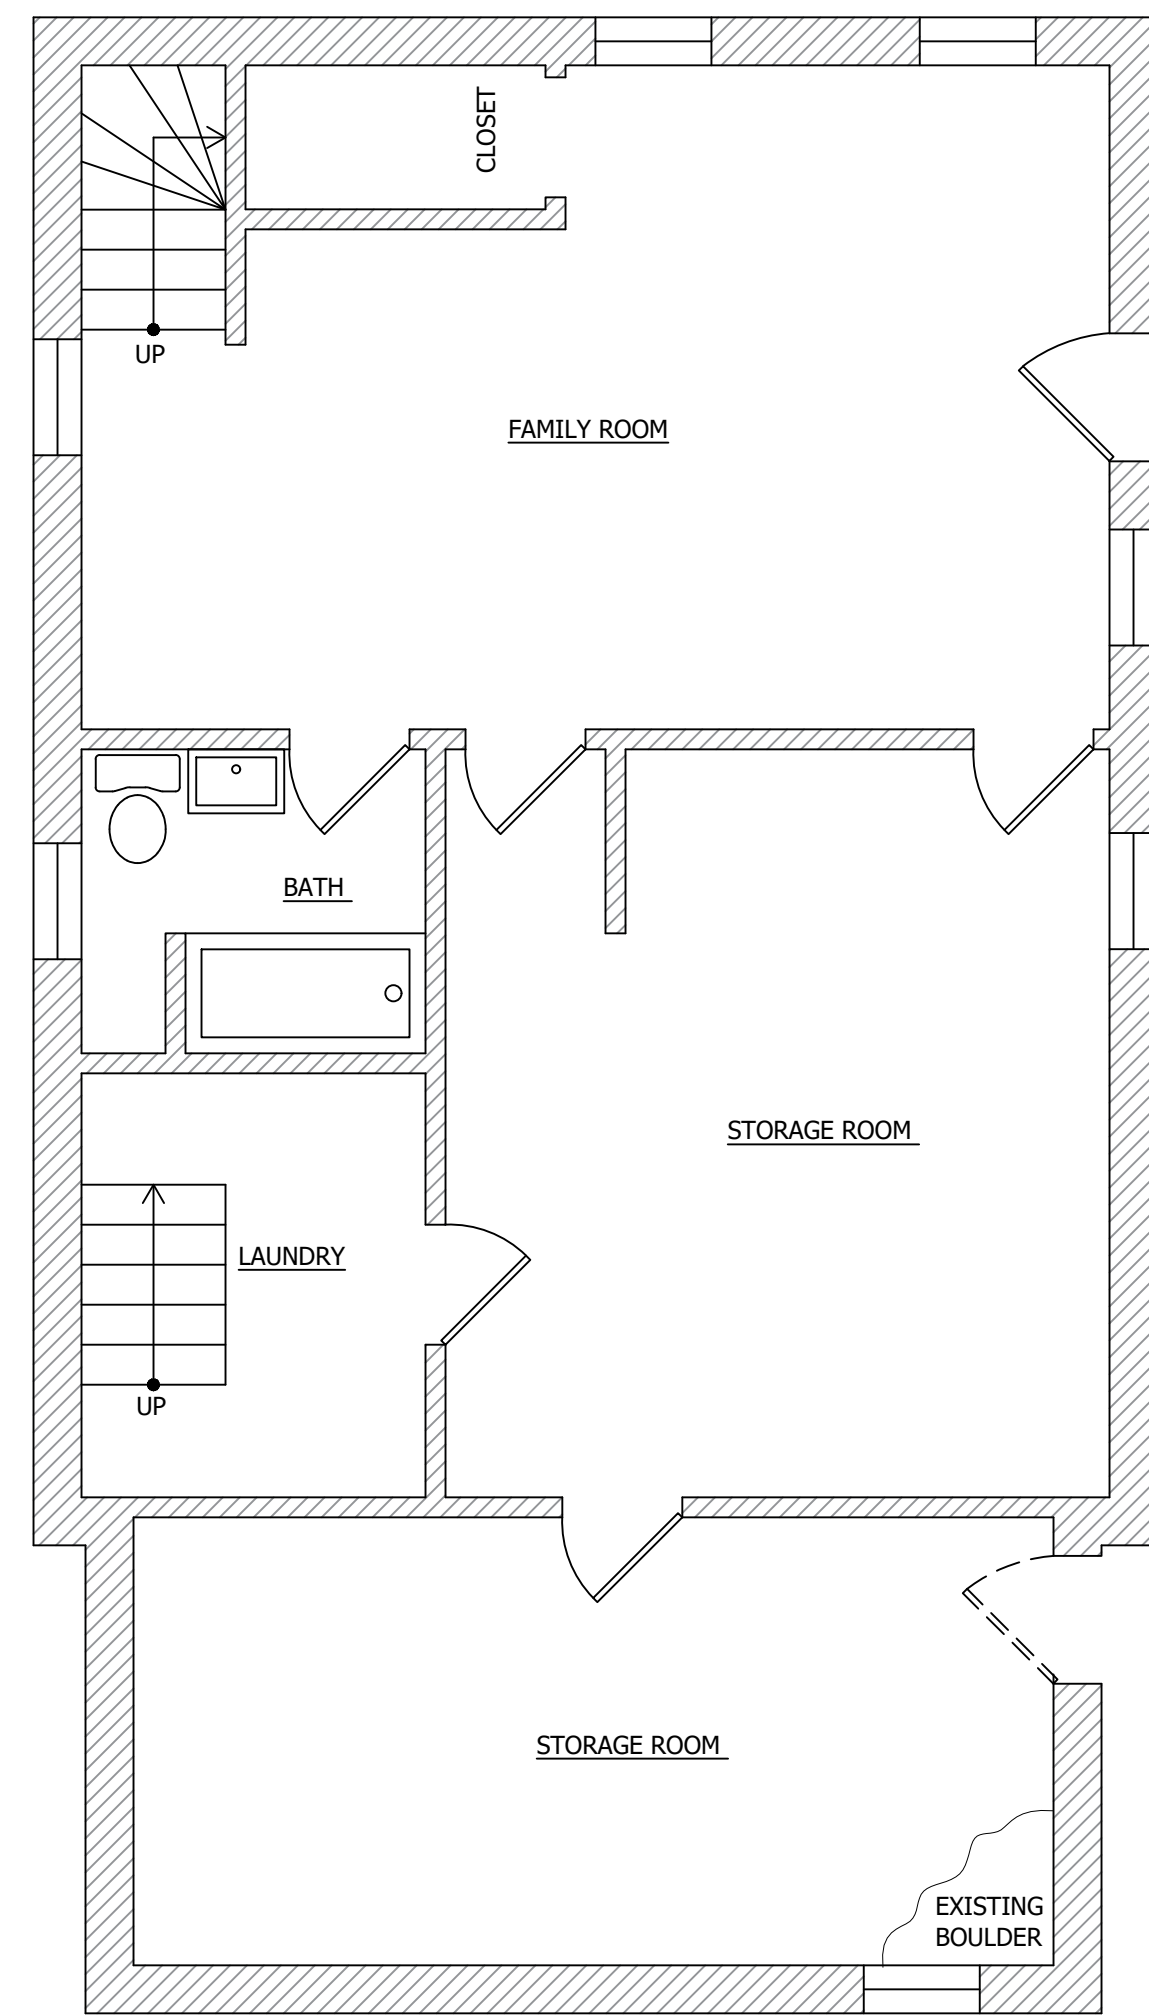 CLOSET
UP
FAMILY ROOM
BATH
STORAGE ROOM
LAUNDRY
UP
STORAGE ROOM
EXISTING
BOULDER